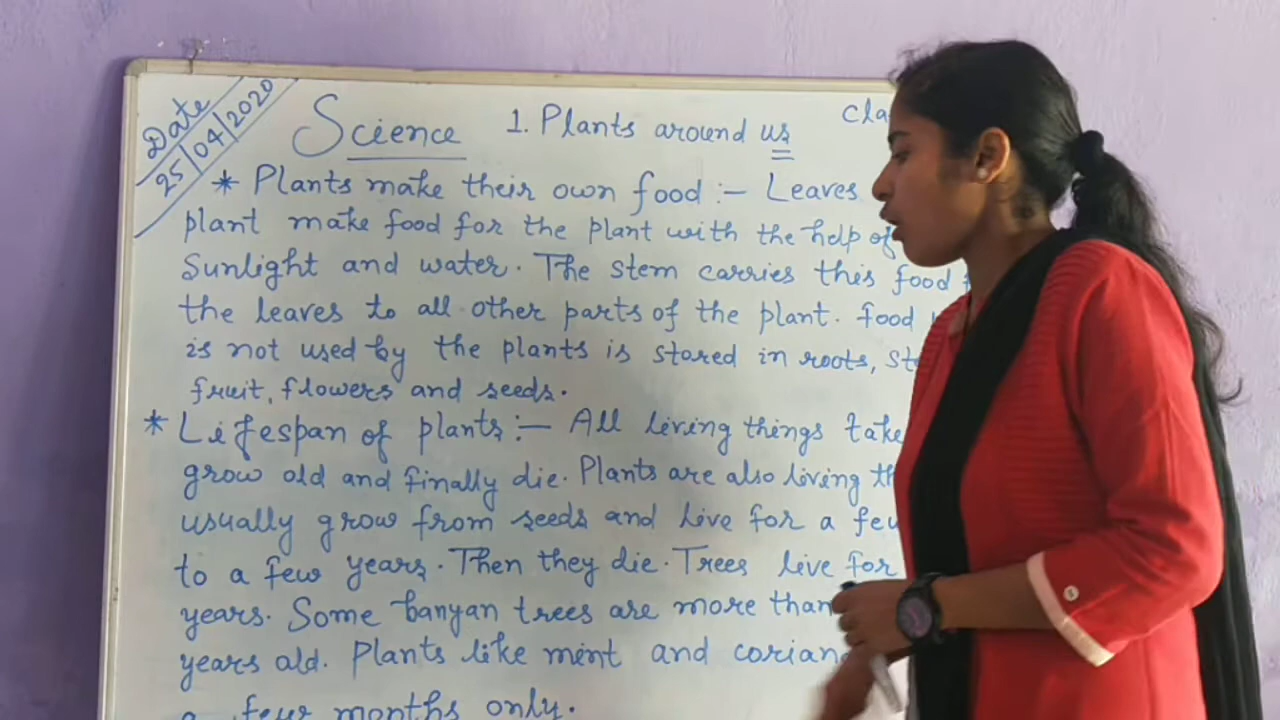 Date
25/04/2020
Science 1. Plants around us
* Plants make their own food :- Leaves
plant make food for the plant with the help of
Sunlight and water. The stem carries this food
the leaves to all other parts of the plant. food
is not used by the plants is stored in roots,
fruit, flowers and seeds.
* Lifespan of plants :- All living things take
grow old and finally die. Plants are also living
usually grow from seeds and live for a few
to a few years. Then they die. Trees live for
years. Some banyan trees are more than
years old. Plants like mint and
a few months only.